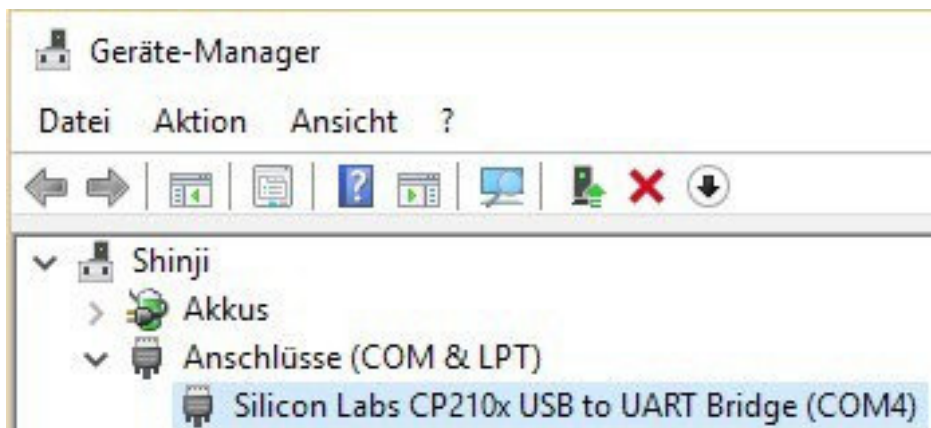 Geräte-Manager
Datei Aktion Ansicht ?
Shinji
Akkus
Anschlüsse (COM & LPT)
Silicon Labs CP210x USB to UART Bridge (COM4)